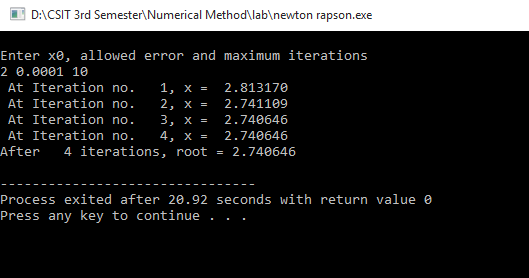 D:\CSIT 3rd Semester\Numerical Method\lab\newton rapson.exe
Enter x0, allowed error and maximum iterations
2 0.0001 10
 At Iteration no.   1, x =  2.813170
 At Iteration no.   2, x =  2.741109
 At Iteration no.   3, x =  2.740646
 At Iteration no.   4, x =  2.740646
After   4 iterations, root = 2.740646
--------------------------------
Process exited after 20.92 seconds with return value 0
Press any key to continue . . .